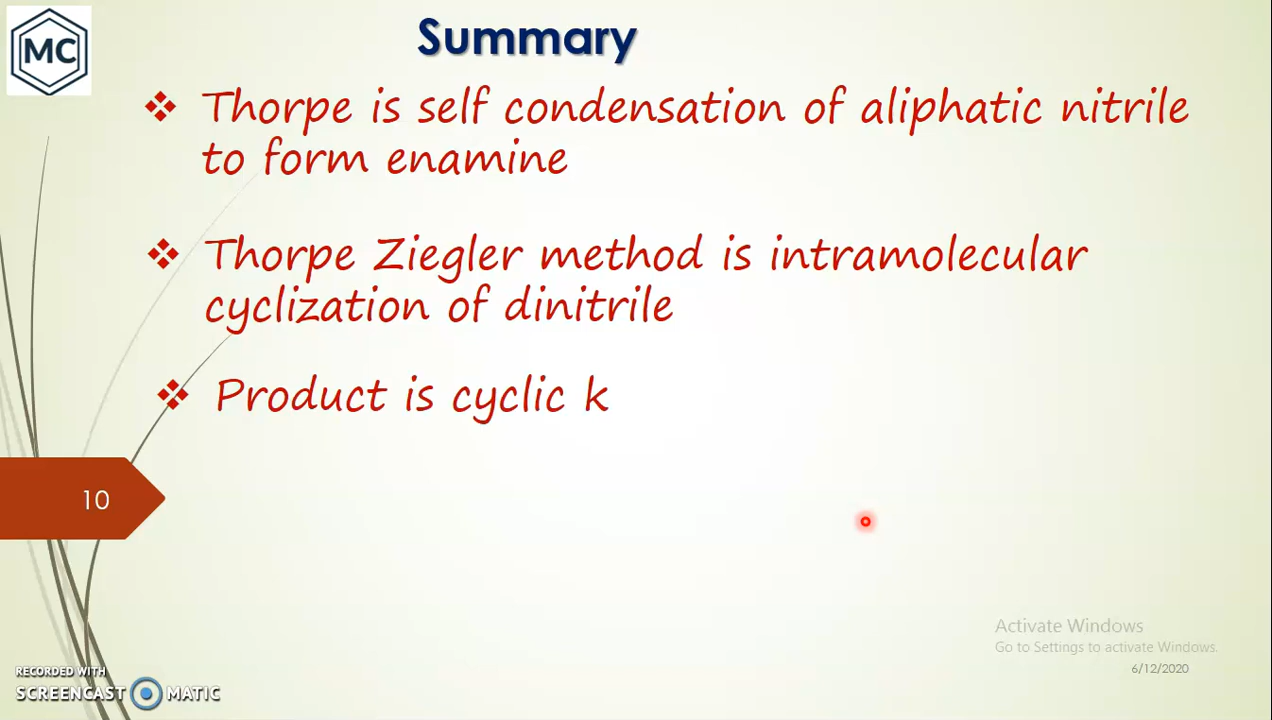 MC
Summary
❖ Thorpe is self condensation of aliphatic nitrile
to form enamine
❖ Thorpe Ziegler method is intramolecular
cyclization of dinitrile
❖ Product is cyclic k
10
Activate Windows
Go to Settings to activate Windows.
6/12/2020
RECORDED WITH
SCREENCAST MATIC